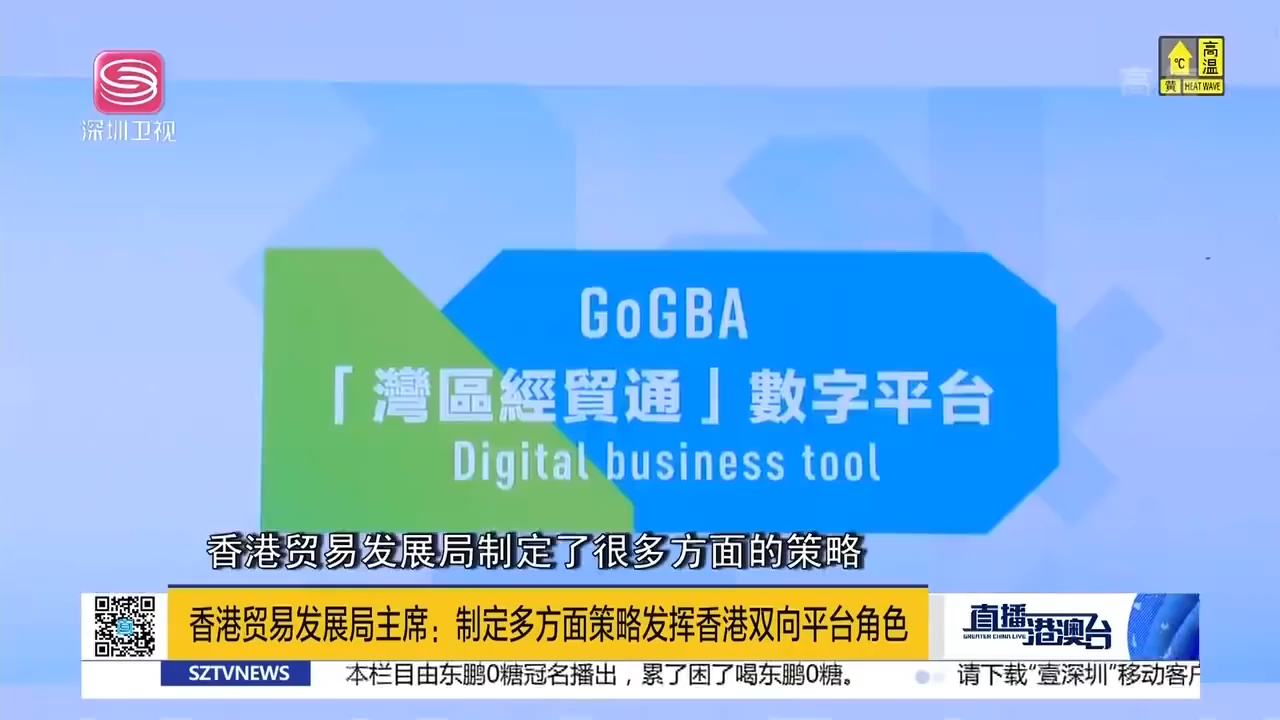 深圳卫视
高
高温
℃
黄
HEAT WAVE
GoGBA
「灣區經貿通」數字平台
Digital business tool
香港贸易发展局制定了很多方面的策略
香港贸易发展局主席：制定多方面策略发挥香港双向平台角色
直播港澳台
GREATER CHINA LIVE
SZTVNEWS
本栏目由东鹏0糖冠名播出，累了困了喝东鹏0糖。
请下载“壹深圳”移动客户